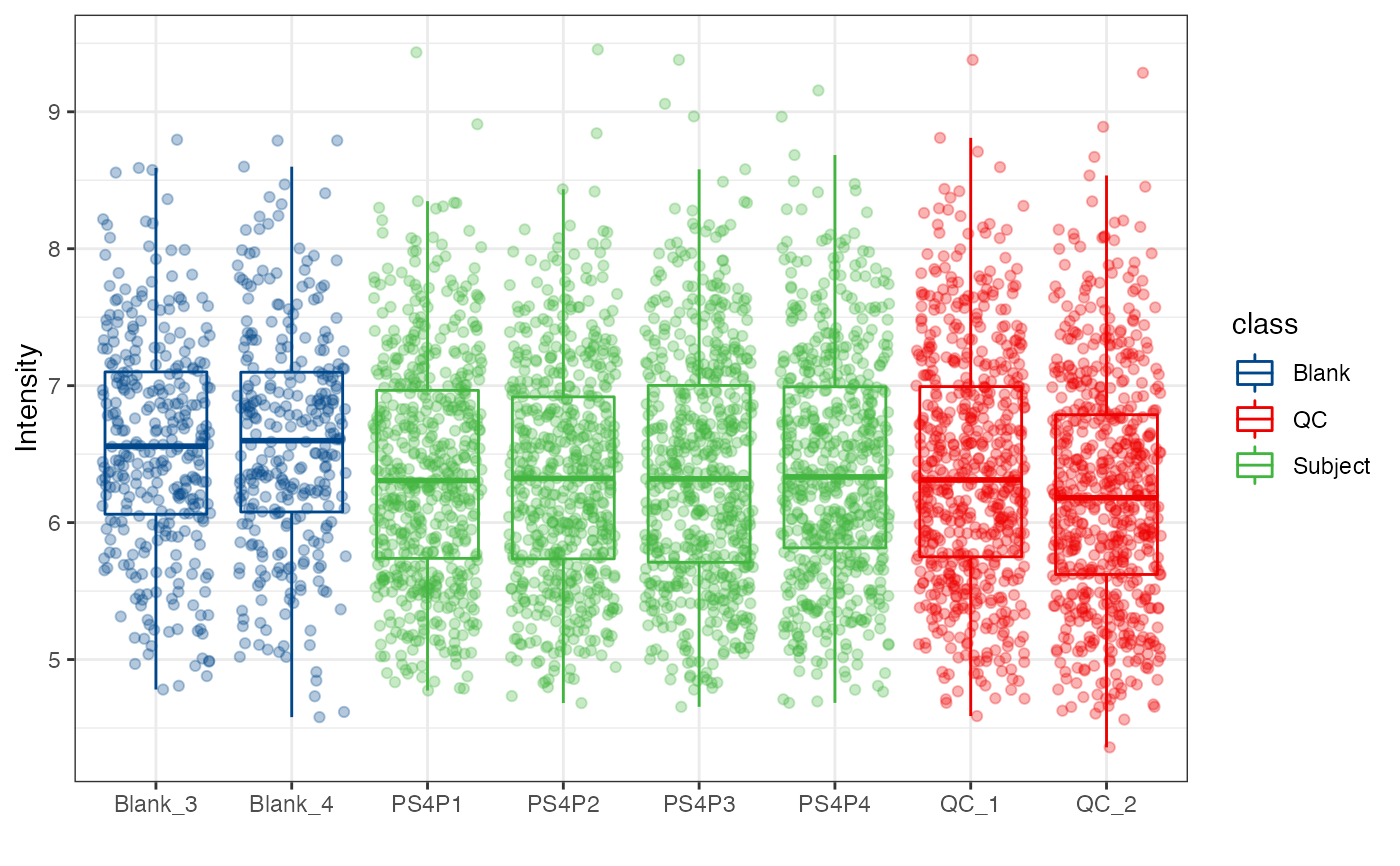 Intensity
9
8
7
6
5
Blank_3 Blank_4 PS4P1 PS4P2 PS4P3 PS4P4 QC_1 QC_2
class
Blank
QC
Subject